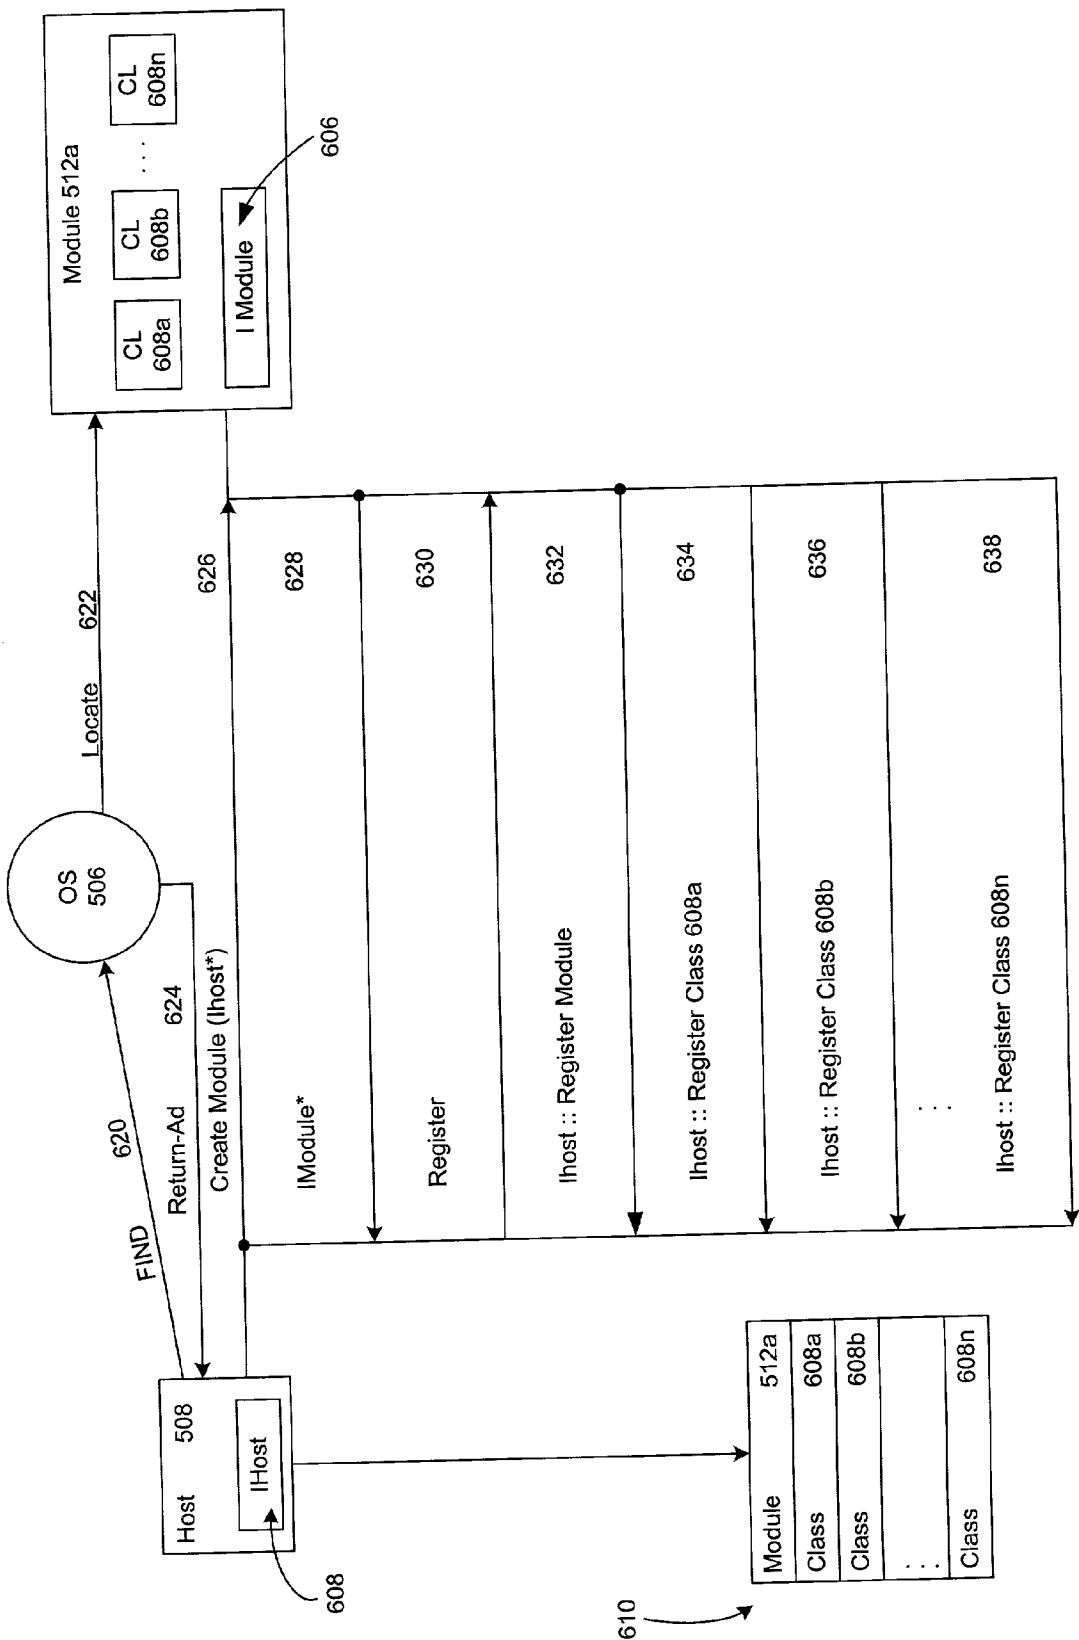 Host 508
IHost
608
FIND 620
OS
506
Return-Ad 624
Locate 622
Module 512a
CL
608a
CL
608b
. . .
CL
608n
I Module
606
Create Module (Ihost*) 626
IModule* 628
Register 630
Ihost :: Register Module 632
Ihost :: Register Class 608a 634
Ihost :: Register Class 608b 636
. . .
Ihost :: Register Class 608n 638
610
Module 512a
Class 608a
Class 608b
. . .
Class 608n